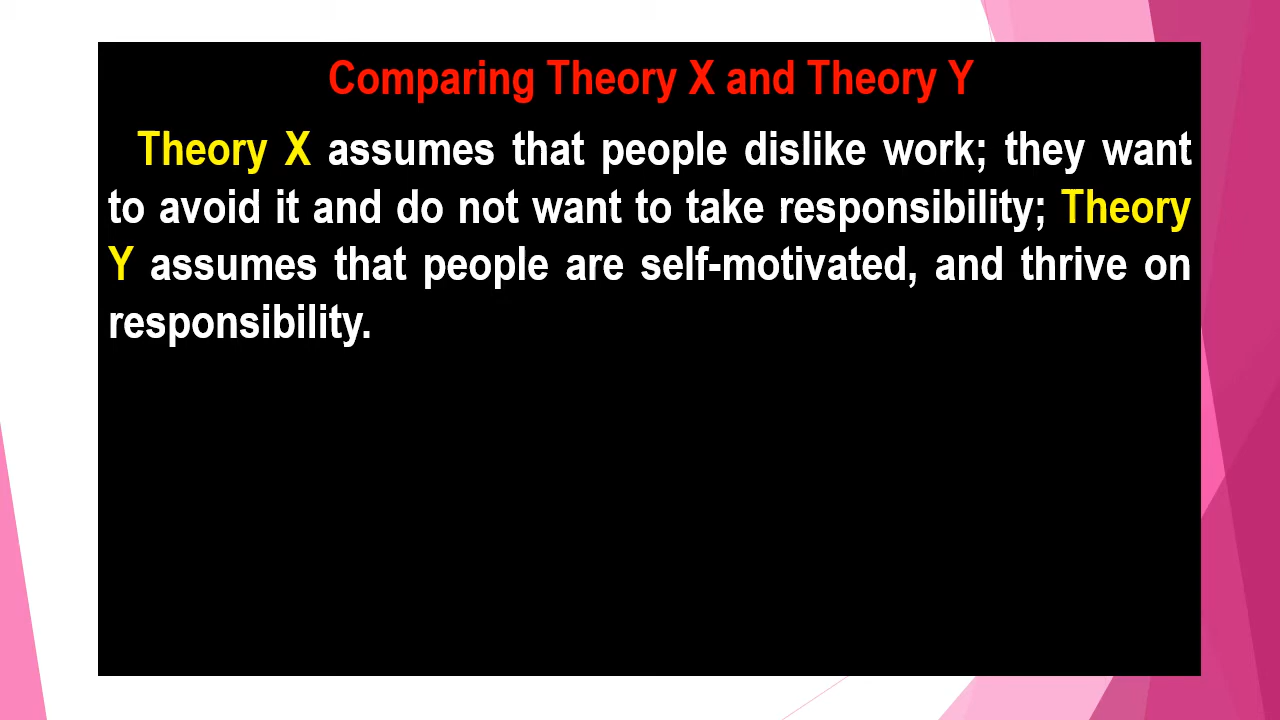 Comparing Theory X and Theory Y
Theory X assumes that people dislike work; they want
to avoid it and do not want to take responsibility; Theory
Y assumes that people are self-motivated, and thrive on
responsibility.